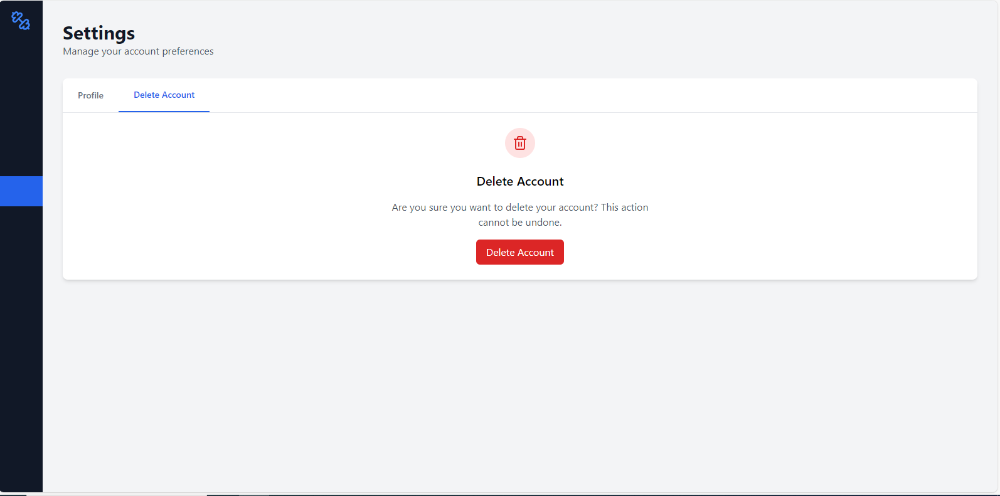 Settings
Manage your account preferences
Profile
Delete Account
Delete Account
Are you sure you want to delete your account? This action
cannot be undone.
Delete Account